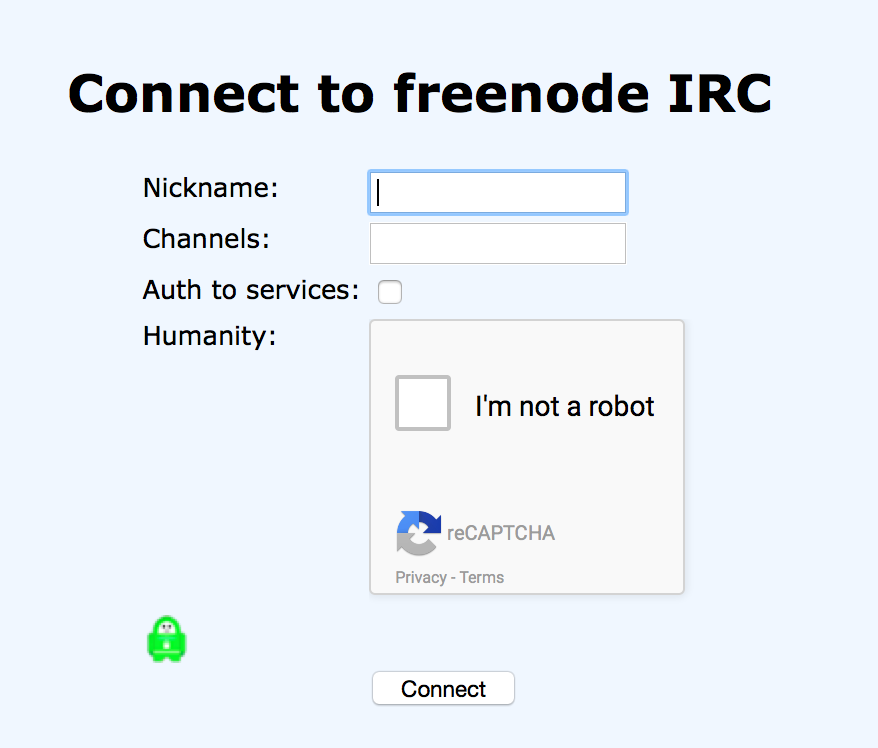 Connect to freenode IRC
Nickname:
Channels:
Auth to services:
Humanity:
I'm not a robot
reCAPTCHA
Privacy - Terms
Connect